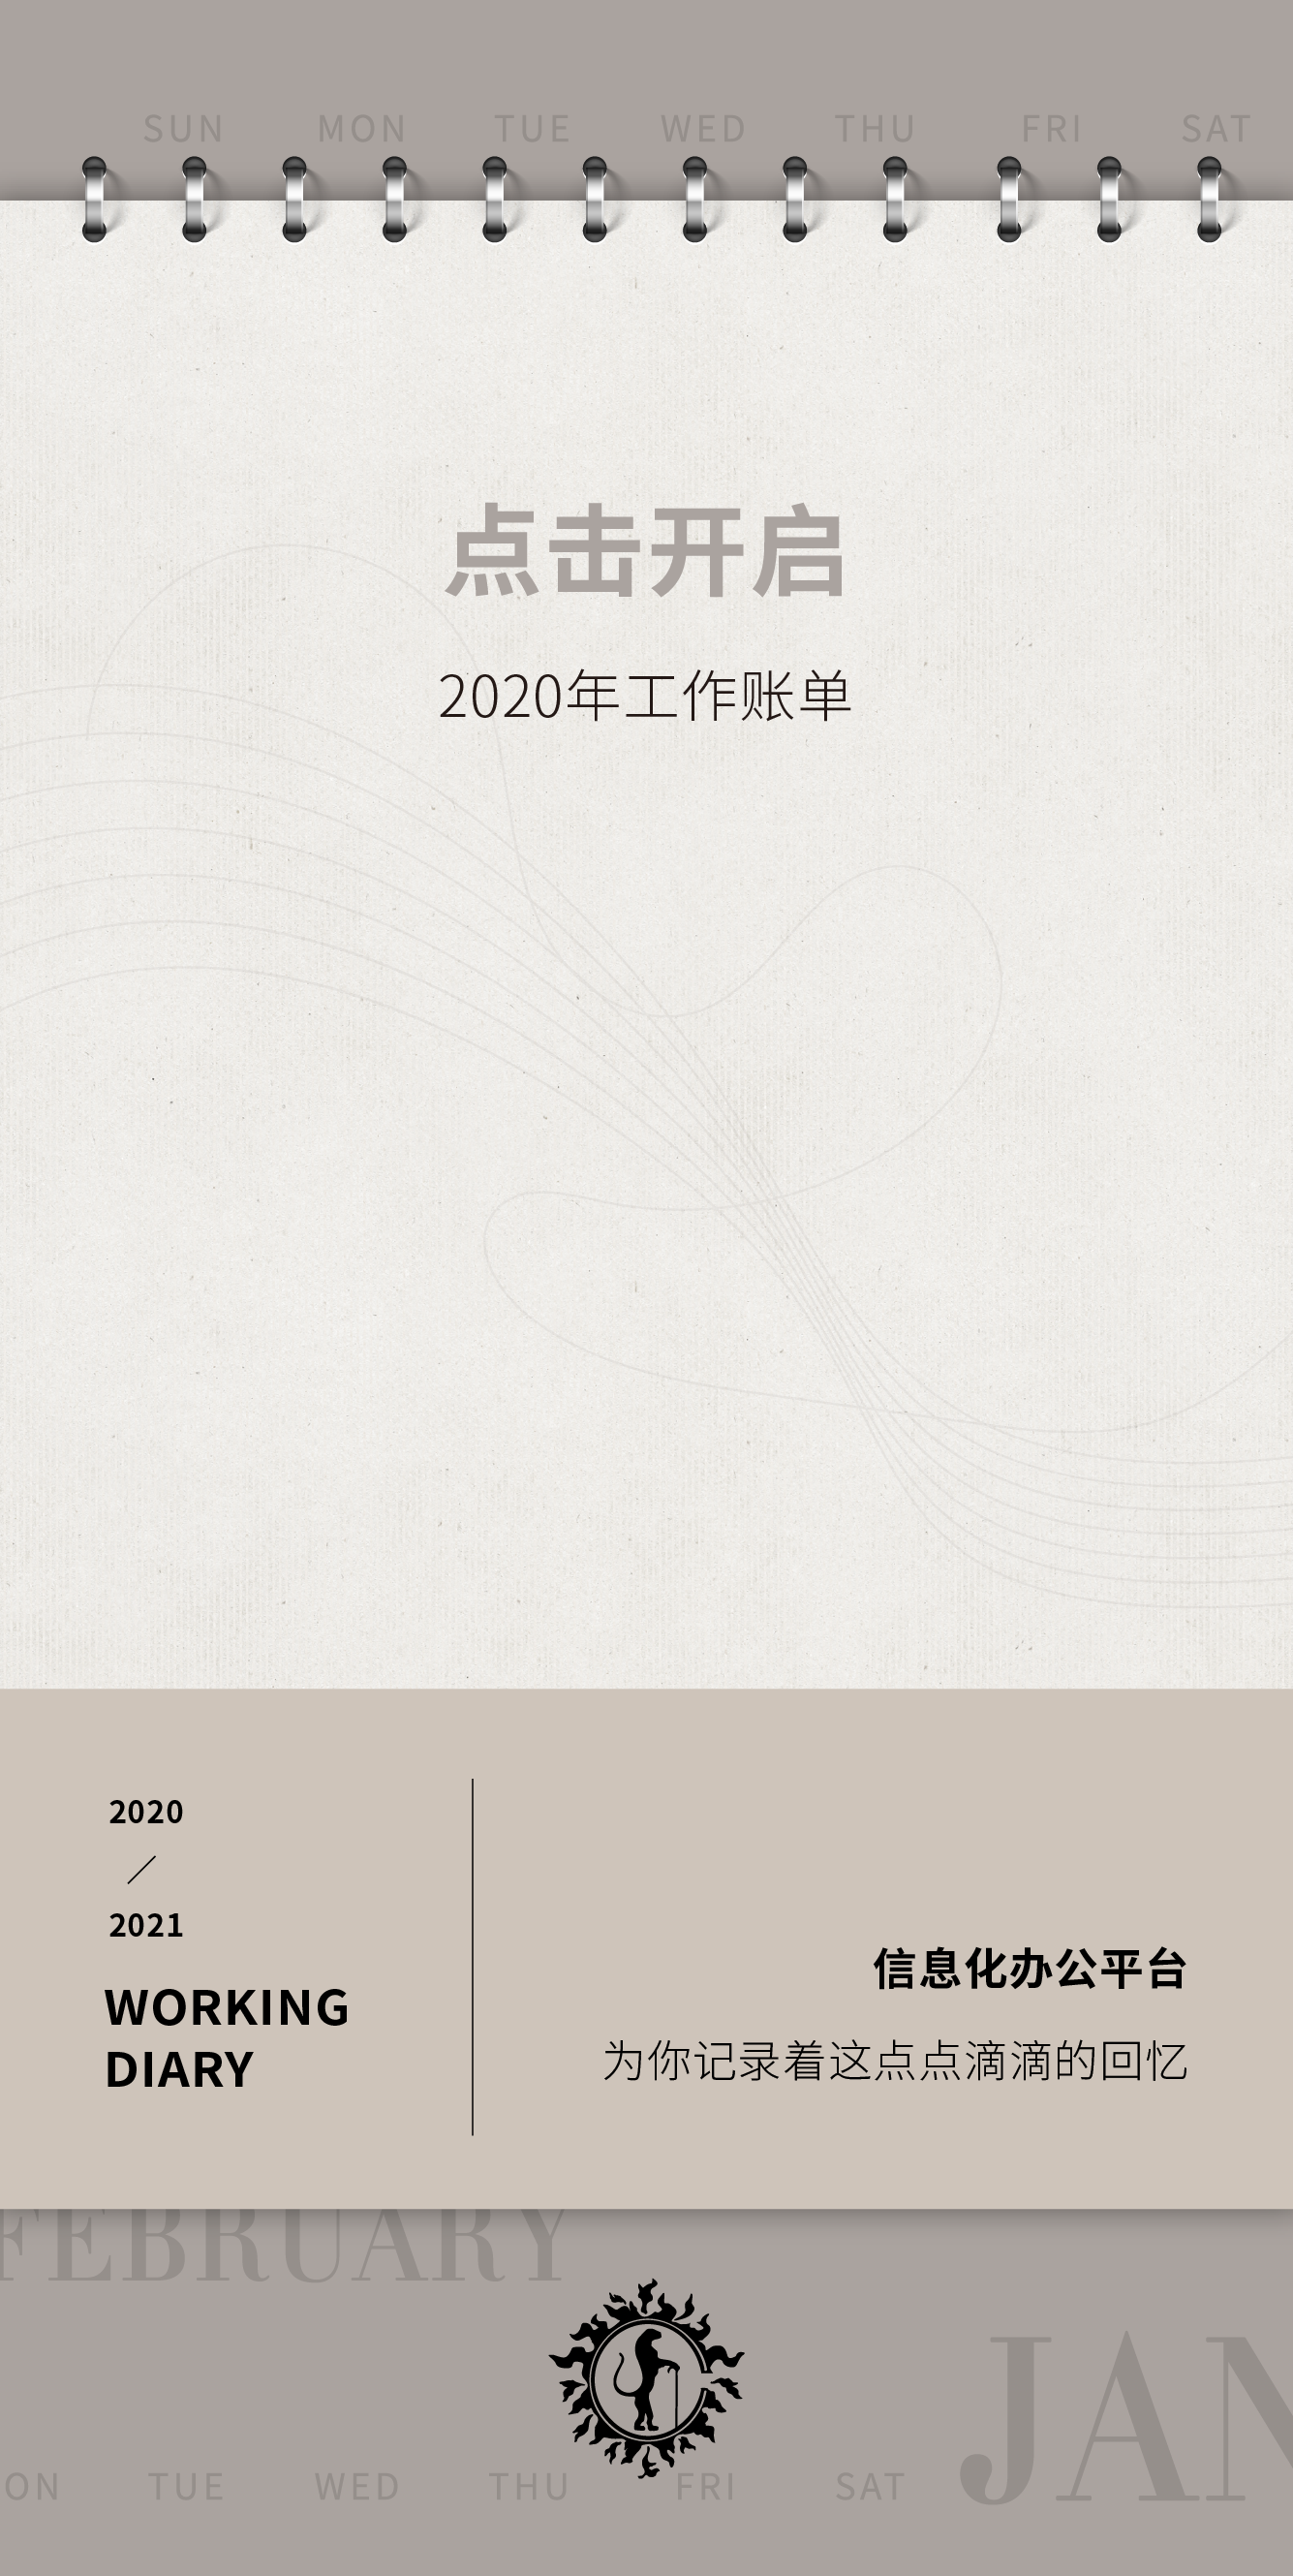 SUN MON TUE WED THU FRI SAT
点击开启
2020年工作账单
2020
/
2021
WORKING
DIARY
信息化办公平台
为你记录着这点点滴滴的回忆
FEBRUARY
JAN
ON TUE WED THU FRI SAT